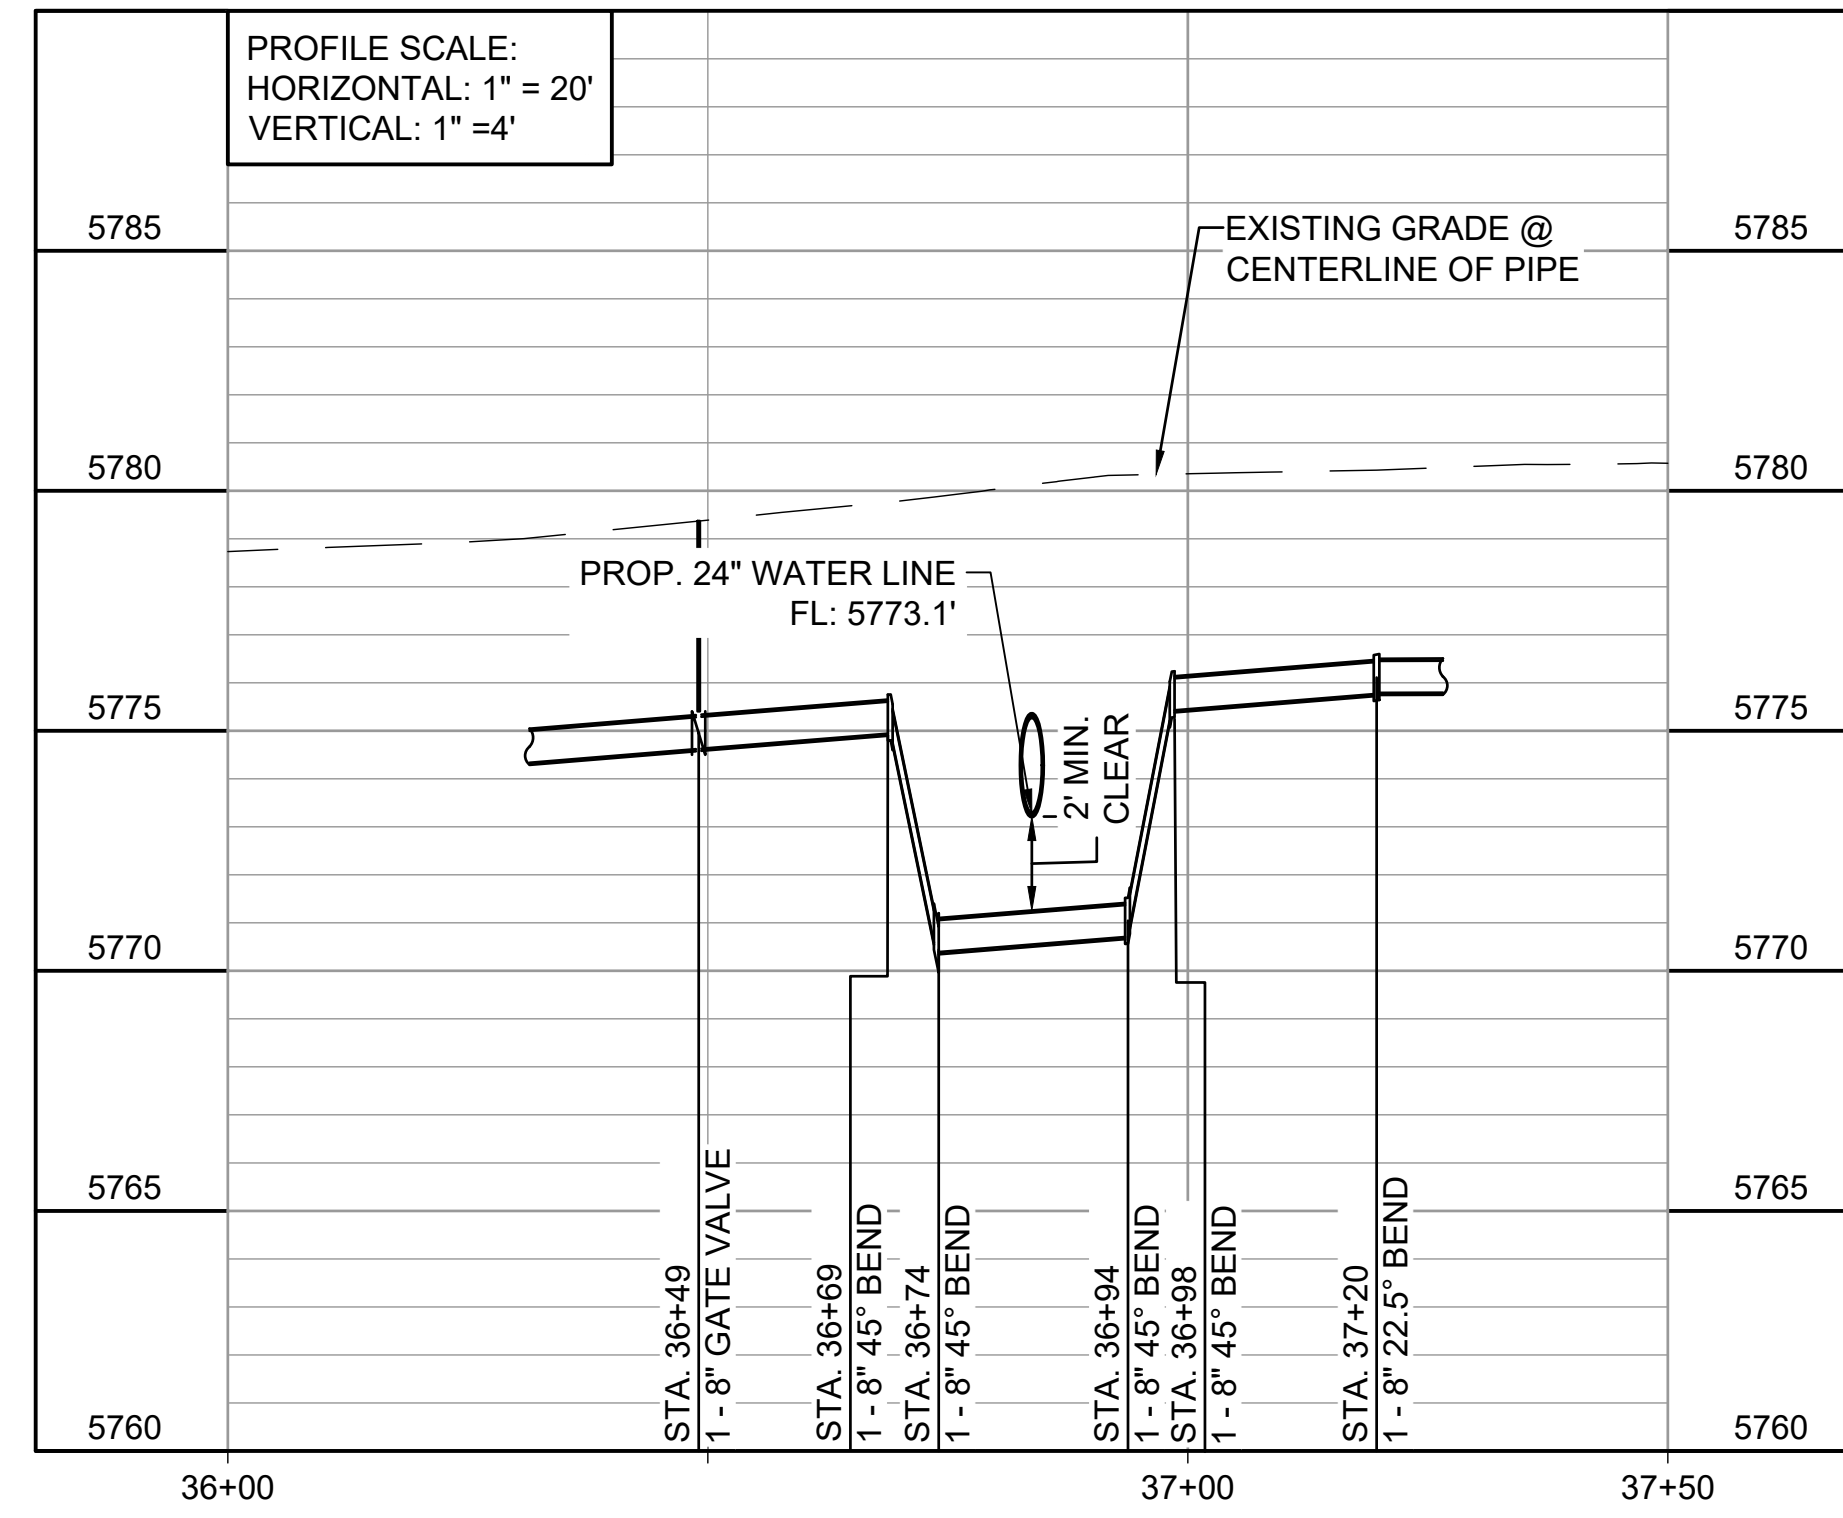 PROFILE SCALE:
HORIZONTAL: 1" = 20'
VERTICAL: 1" =4'
5785
5785
EXISTING GRADE @
CENTERLINE OF PIPE
5780
5780
PROP. 24" WATER LINE
FL: 5773.1'
5775
5775
2' MIN.
CLEAR
5770
5770
5765
5765
STA. 36+49
1 - 8" GATE VALVE
STA. 36+69
1 - 8" 45° BEND
STA. 36+74
1 - 8" 45° BEND
STA. 36+94
1 - 8" 45° BEND
STA. 36+98
1 - 8" 45° BEND
STA. 37+20
1 - 8" 22.5° BEND
5760
5760
36+00
37+00
37+50